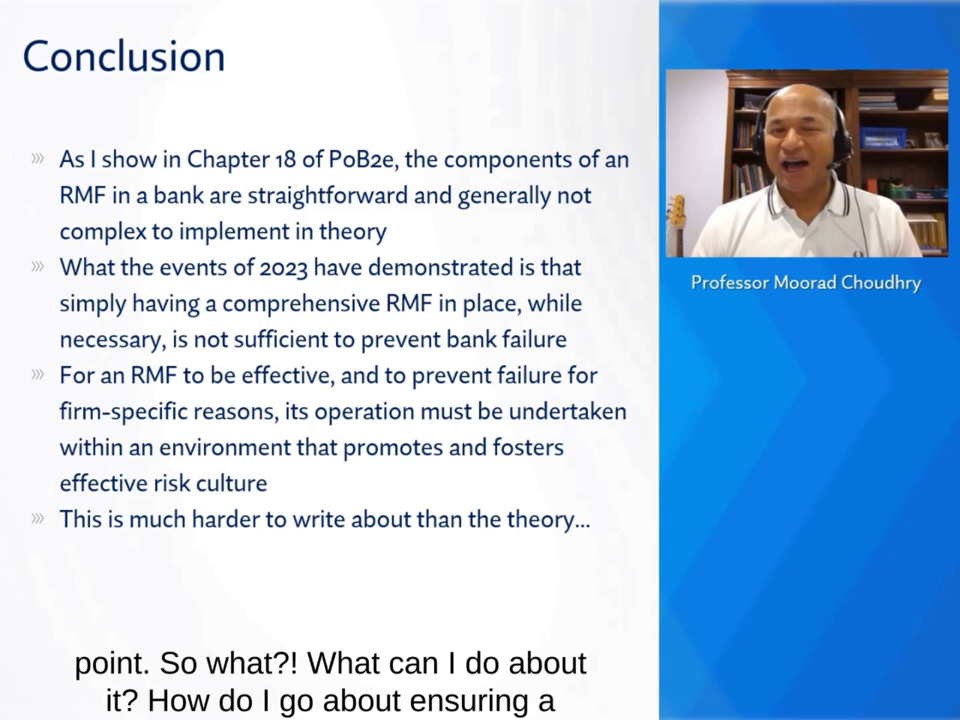 Conclusion
As I show in Chapter 18 of PoB2e, the components of an
RMF in a bank are straightforward and generally not
complex to implement in theory
What the events of 2023 have demonstrated is that
simply having a comprehensive RMF in place, while
necessary, is not sufficient to prevent bank failure
For an RMF to be effective, and to prevent failure for
firm-specific reasons, its operation must be undertaken
within an environment that promotes and fosters
effective risk culture
This is much harder to write about than the theory...
Professor Moorad Choudhry
point. So what?! What can I do about
it? How do I go about ensuring a